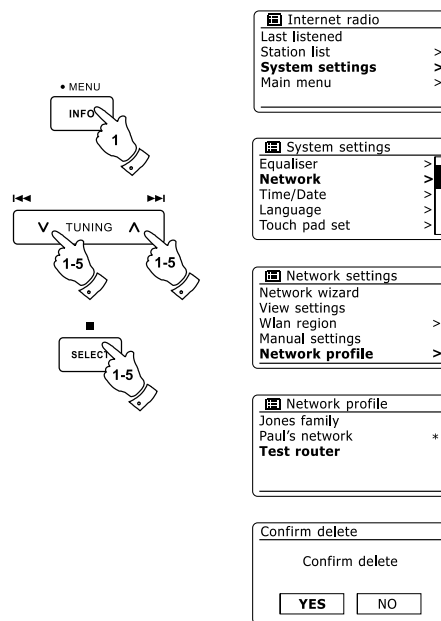 • MENU
INFO
1
TUNING
1-5
1-5
SELECT
1-5
Internet radio
Last listened
Station list >
System settings >
Main menu >
System settings
Equaliser >
Network >
Time/Date >
Language >
Touch pad set >
Network settings
Network wizard
View settings
Wlan region >
Manual settings
Network profile >
Network profile
Jones family
Paul's network *
Test router
Confirm delete
Confirm delete
YES NO